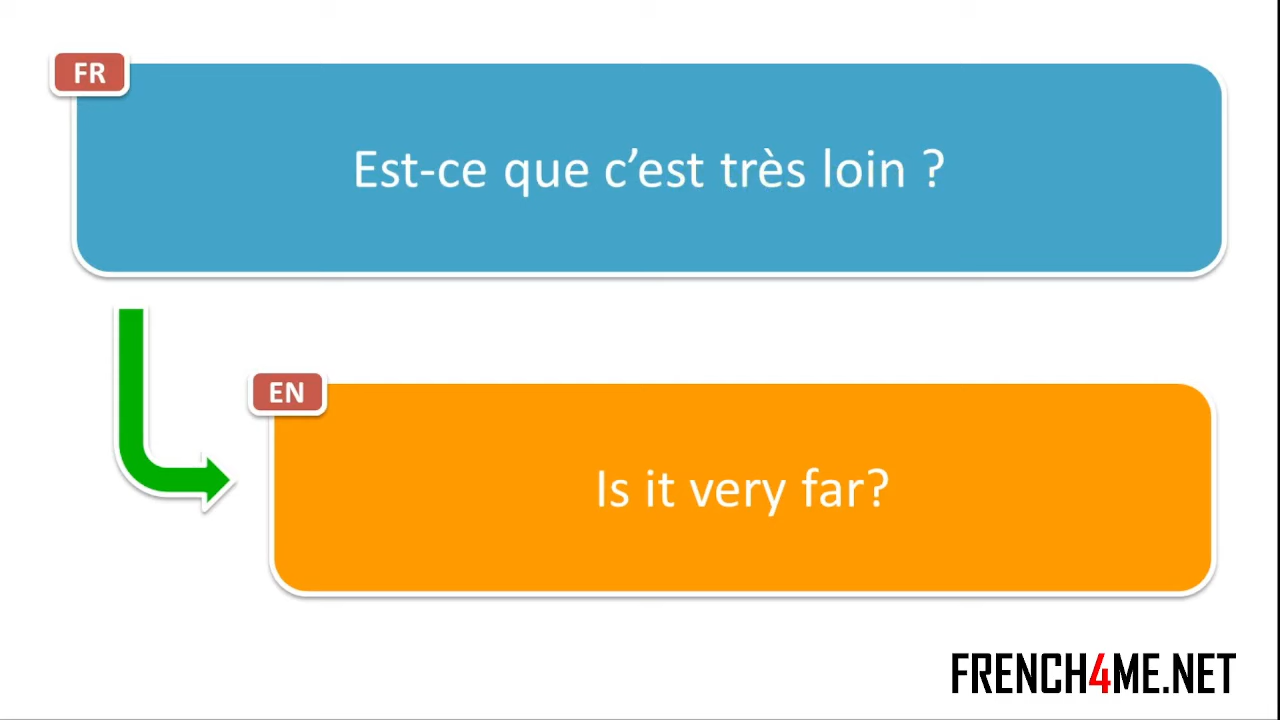 FR
Est-ce que c’est très loin ?
EN
Is it very far?
FRENCH4ME.NET